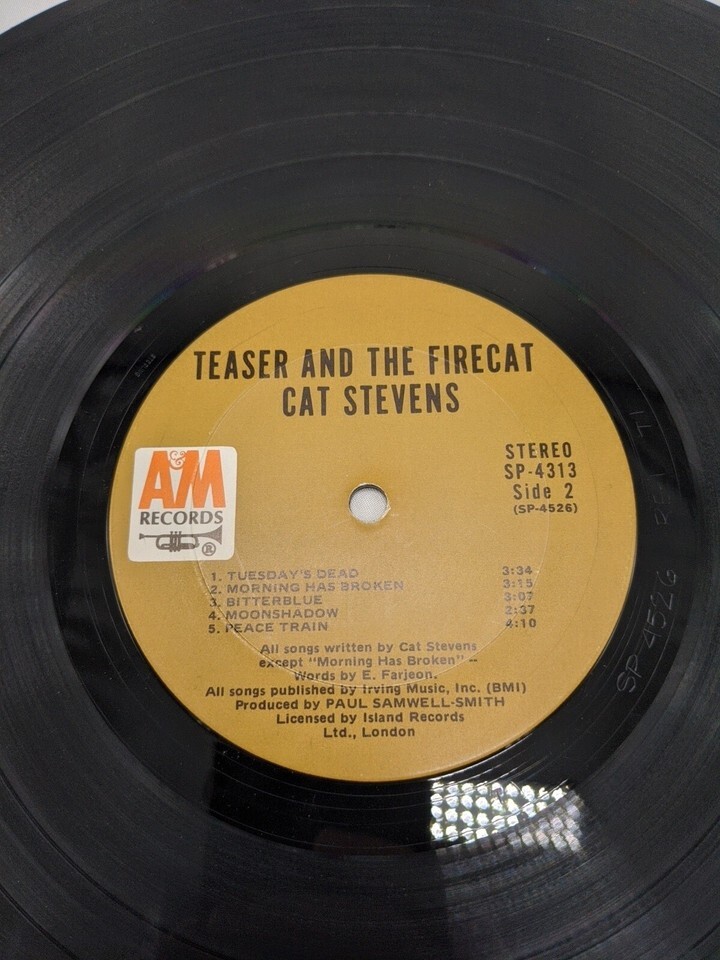 TEASER AND THE FIRECAT
CAT STEVENS
A&M
RECORDS
®
STEREO
SP-4313
Side 2
(SP-4526)
1. TUESDAY'S DEAD 3:34
2. MORNING HAS BROKEN 3:15
3. BITTERBLUE 3:07
4. MOONSHADOW 2:37
5. PEACE TRAIN 4:10
All songs written by Cat Stevens
except "Morning Has Broken" --
Words by E. Farjeon.
All songs published by Irving Music, Inc. (BMI)
Produced by PAUL SAMWELL-SMITH
Licensed by Island Records
Ltd., London
SP 4526